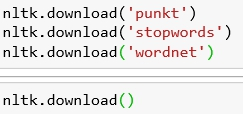 nltk.download('punkt')
nltk.download('stopwords')
nltk.download('wordnet')
nltk.download()